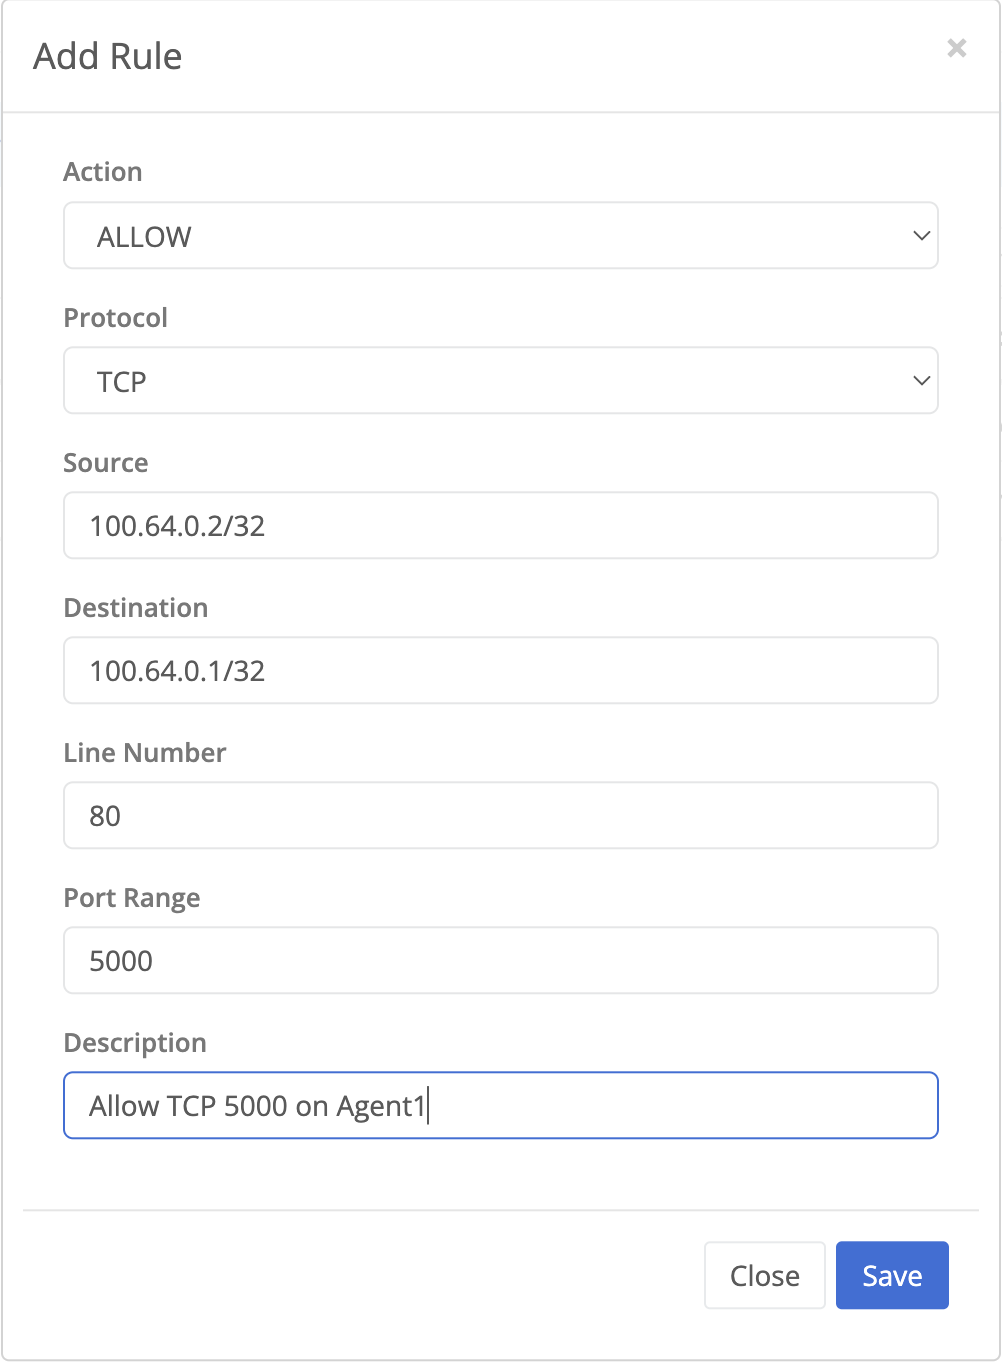 Add Rule ×
Action
ALLOW
Protocol
TCP
Source
100.64.0.2/32
Destination
100.64.0.1/32
Line Number
80
Port Range
5000
Description
Allow TCP 5000 on Agent1
Close Save